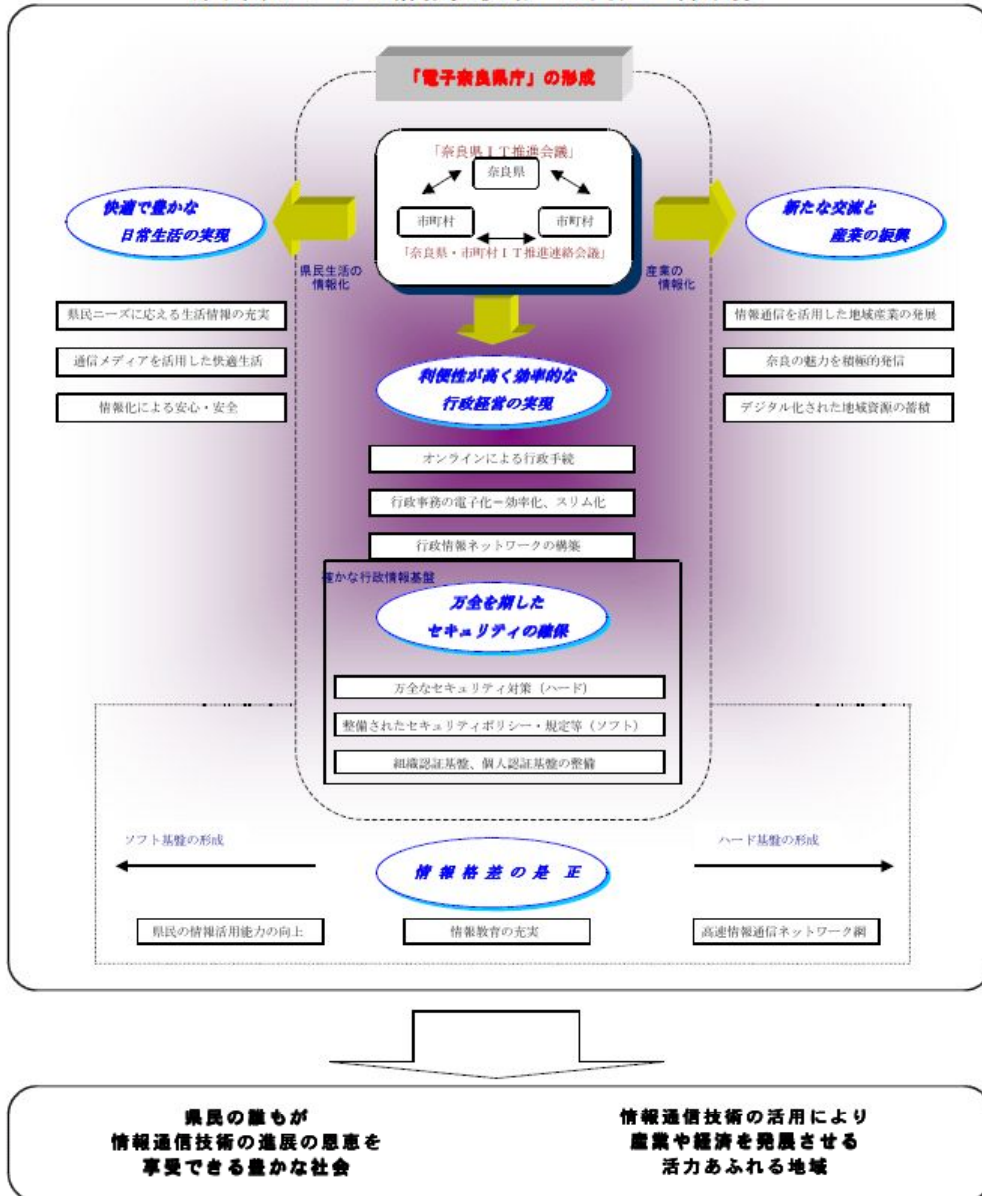 「電子奈良県庁」の形成
「奈良県IT推進会議」
奈良県
市町村
市町村
「奈良県・市町村IT推進連絡会議」
快適で豊かな
日常生活の実現
県民生活の
情報化
新たな交流と
産業の振興
産業の
情報化
県民ニーズに応える生活情報の充実
通信メディアを活用した快適生活
情報化による安心・安全
情報通信を活用した地域産業の発展
奈良の魅力を積極的発信
デジタル化された地域資源の蓄積
利便性が高く効率的な
行政経営の実現
オンラインによる行政手続
行政事務の電子化=効率化、スリム化
行政情報ネットワークの構築
確かな行政情報基盤
万全を期した
セキュリティの確保
万全なセキュリティ対策(ハード)
整備されたセキュリティポリシー・規定等(ソフト)
組織認証基盤、個人認証基盤の整備
ソフト基盤の形成
ハード基盤の形成
情報格差の是正
県民の情報活用能力の向上
情報教育の充実
高速情報通信ネットワーク網
県民の誰もが
情報通信技術の進展の恩恵を
享受できる豊かな社会
情報通信技術の活用により
産業や経済を発展させる
活力あふれる地域